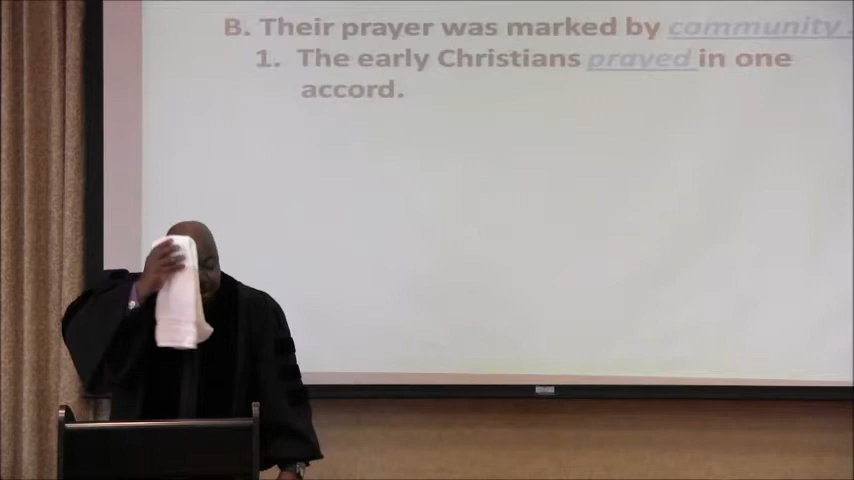 B. Their prayer was marked by community.
1. The early Christians prayed in one
accord.